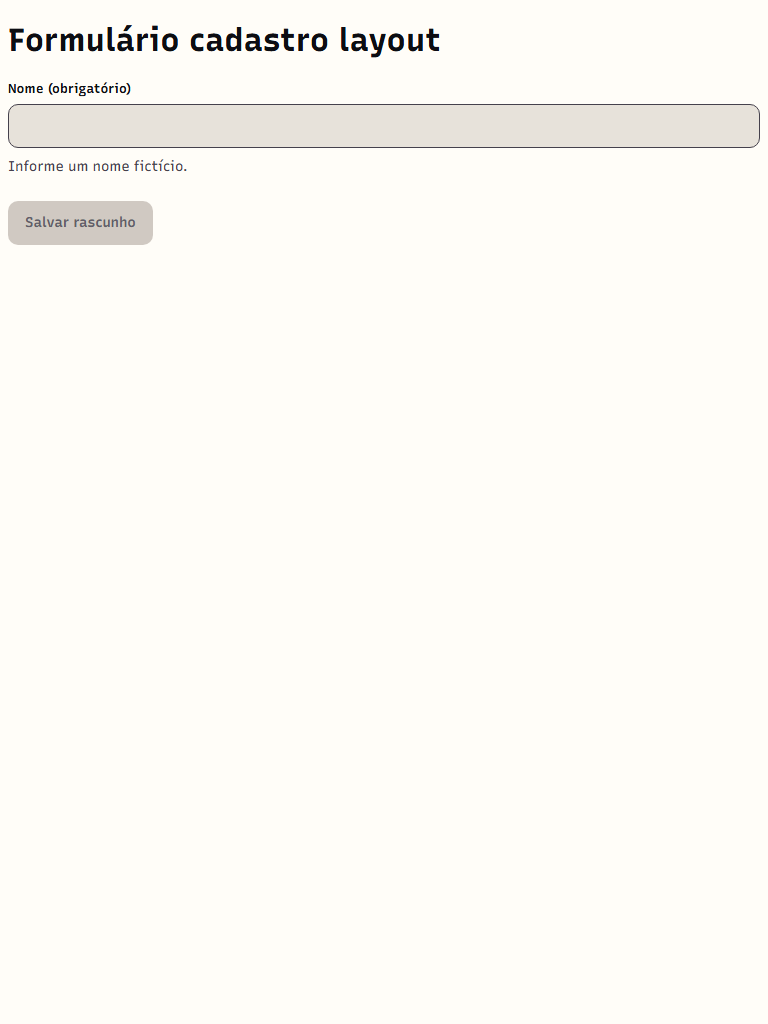 Formulário cadastro layout
Nome (obrigatório)
Informe um nome fictício.
Salvar rascunho